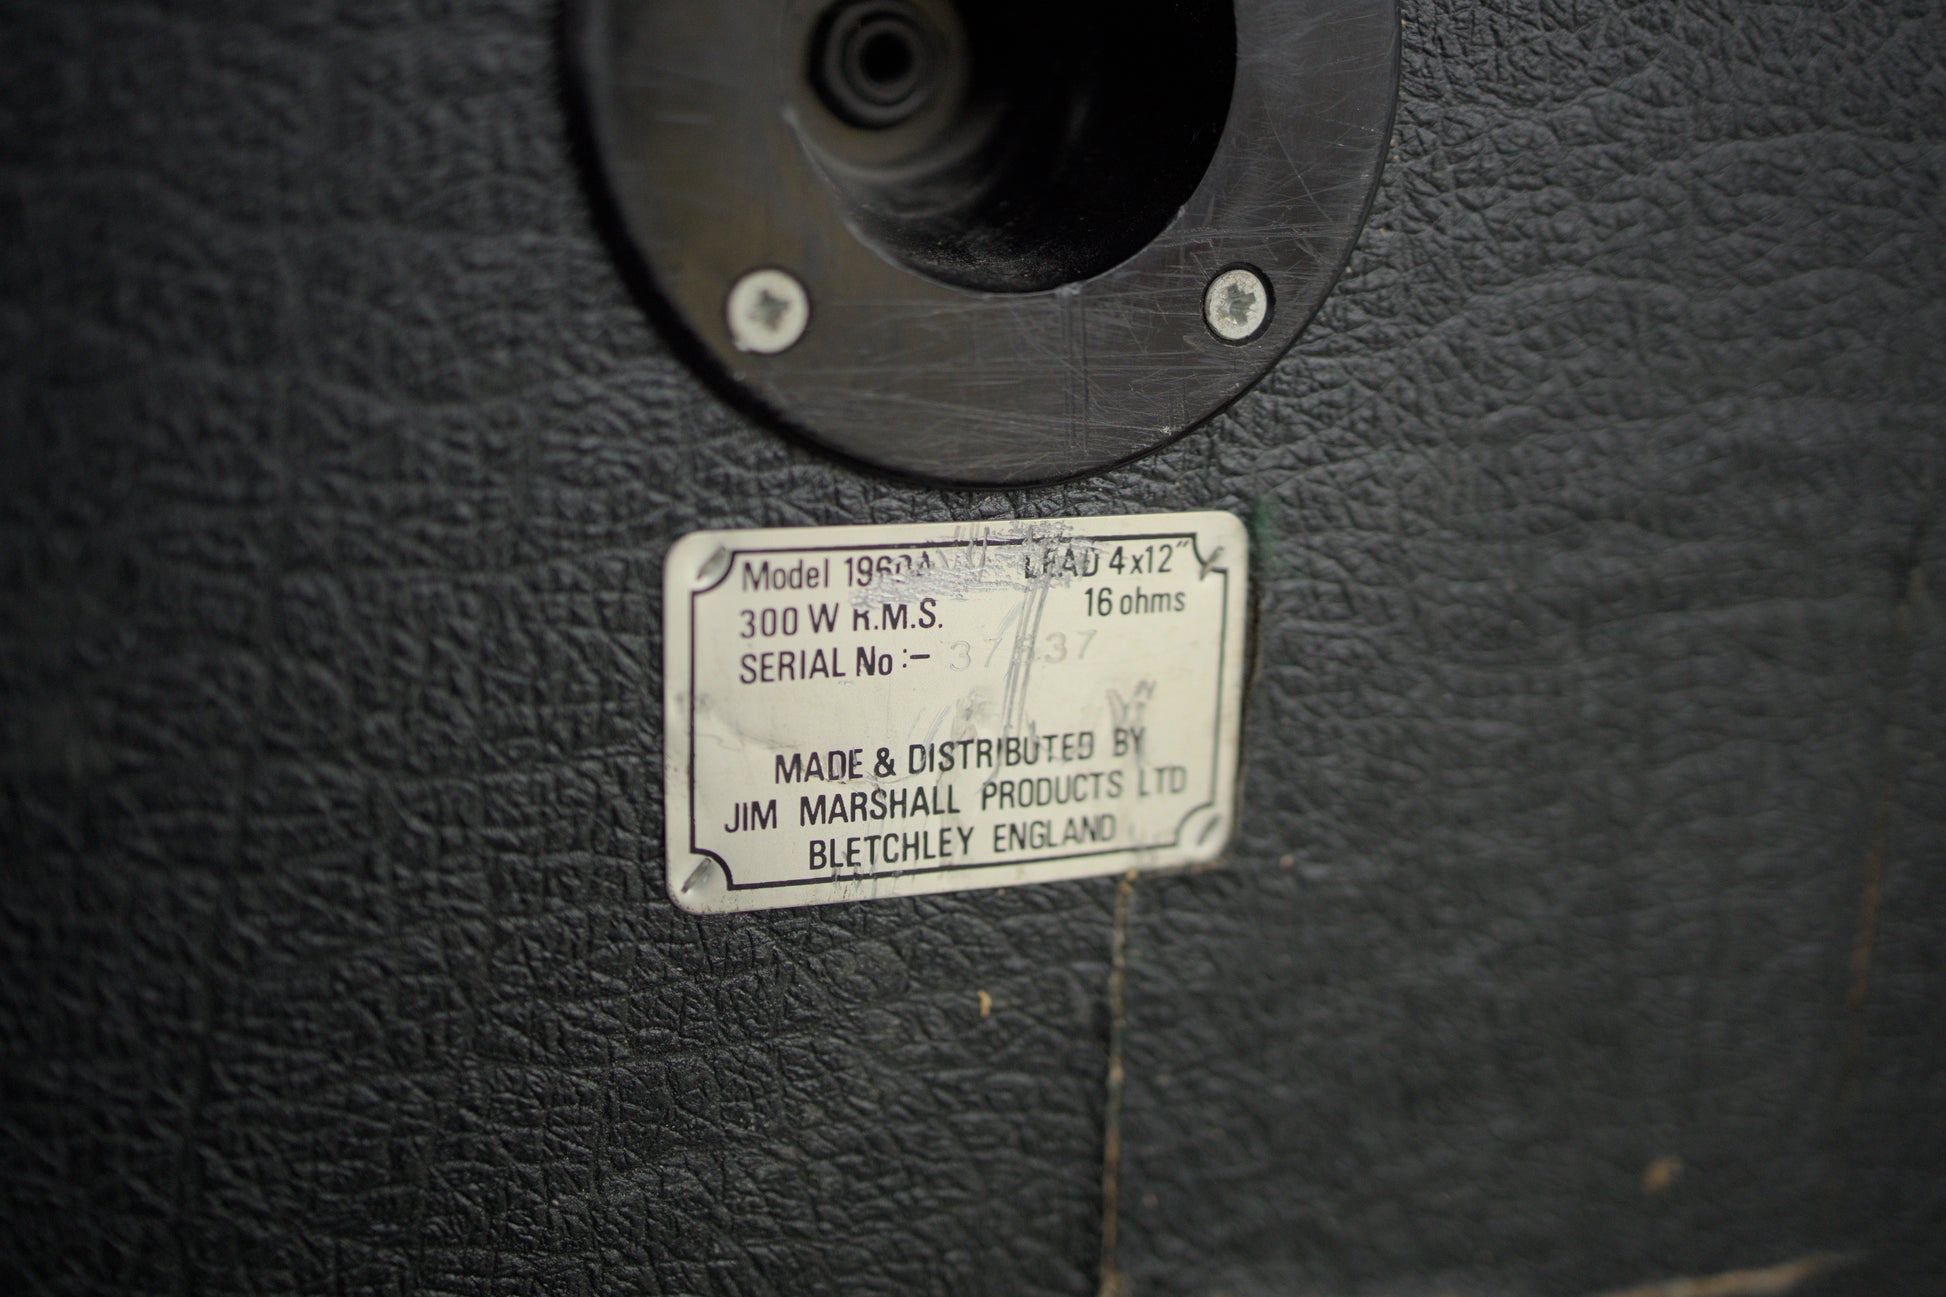 Model 1960A LEAD 4x12"
300 W R.M.S. 16 ohms
SERIAL No :-
MADE & DISTRIBUTED BY
JIM MARSHALL PRODUCTS LTD
BLETCHLEY ENGLAND